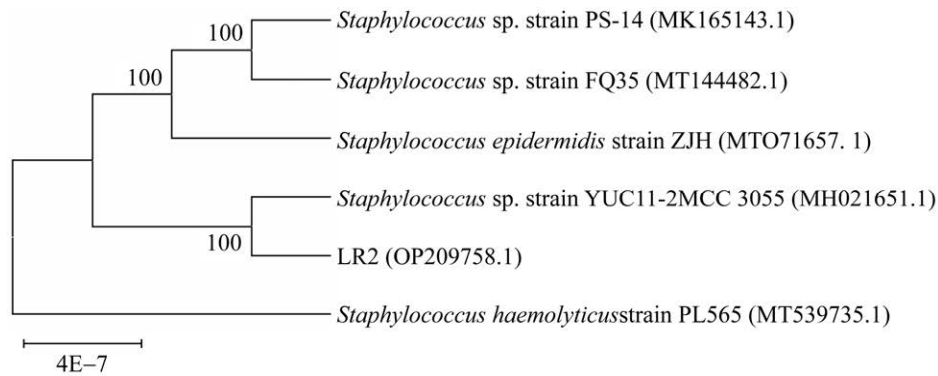 Staphylococcus sp. strain PS-14 (MK165143.1)
100
100
Staphylococcus sp. strain FQ35 (MT144482.1)
Staphylococcus epidermidis strain ZJH (MTO71657. 1)
Staphylococcus sp. strain YUC11-2MCC 3055 (MH021651.1)
100
LR2 (OP209758.1)
Staphylococcus haemolyticusstrain PL565 (MT539735.1)
4E–7